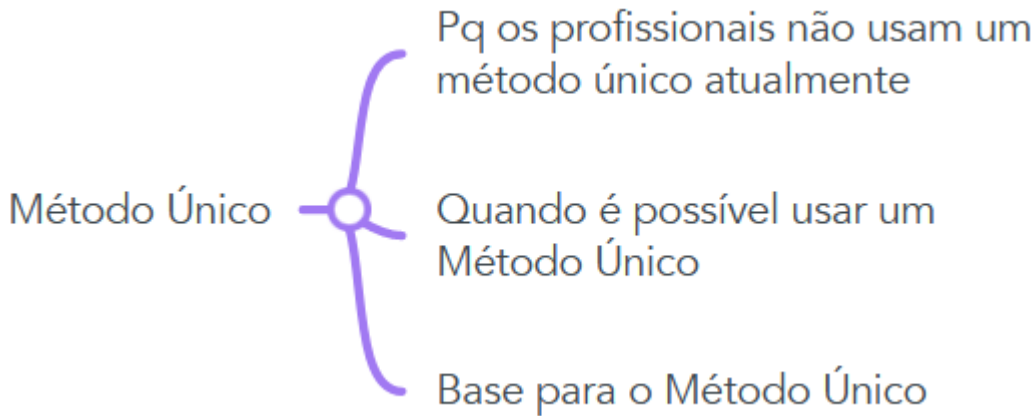 Pq os profissionais não usam um
método único atualmente
Método Único
Quando é possível usar um
Método Único
Base para o Método Único